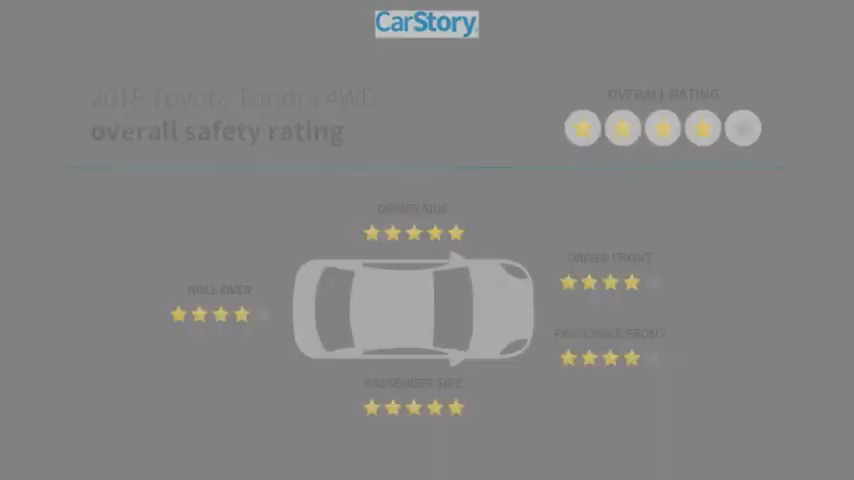 CarStory
2018 Toyota Tundra 4WD
overall safety rating
OVERALL RATING
DRIVER SIDE
DRIVER FRONT
ROLL OVER
PASSENGER FRONT
PASSENGER SIDE